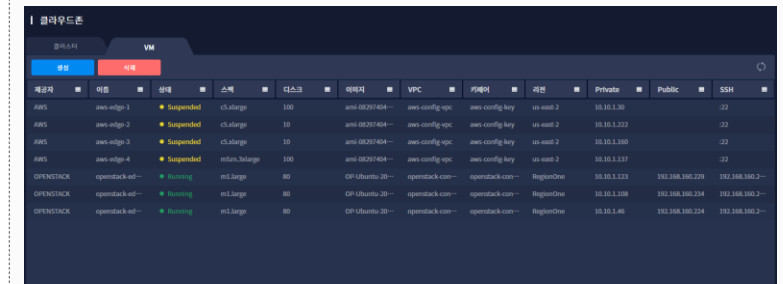 클라우드존
클러스터 VM
생성 삭제
제공자 이름 상태 스펙 디스크 이미지 VPC 키페어 리전 Private Public SSH
AWS aws-edge-1 Suspended c5.xlarge 100 ami-08297404··· aws-config-vpc aws-config-key us-east-2 10.10.1.30 :22
AWS aws-edge-2 Suspended c5.xlarge 10 ami-08297404··· aws-config-vpc aws-config-key us-east-2 10.10.1.222 :22
AWS aws-edge-3 Suspended c5.xlarge 10 ami-08297404··· aws-config-vpc aws-config-key us-east-2 10.10.1.160 :22
AWS aws-edge-4 Suspended 100 ami-08297404··· aws-config-vpc aws-config-key us-east-2 10.10.1.137 :22
OPENSTACK openstack-ed··· Running m1.large 80 OP-Ubuntu-20··· openstack-con··· openstack-con··· RegionOne 10.10.1.123 192.168.160.229 192.168.160.2···
OPENSTACK openstack-ed··· Running m1.large 80 OP-Ubuntu-20··· openstack-con··· openstack-con··· RegionOne 10.10.1.108 192.168.160.234 192.168.160.2···
OPENSTACK openstack-ed··· Running m1.large 80 OP-Ubuntu-20··· openstack-con··· openstack-con··· RegionOne 10.10.1.46 192.168.160.224 192.168.160.2···